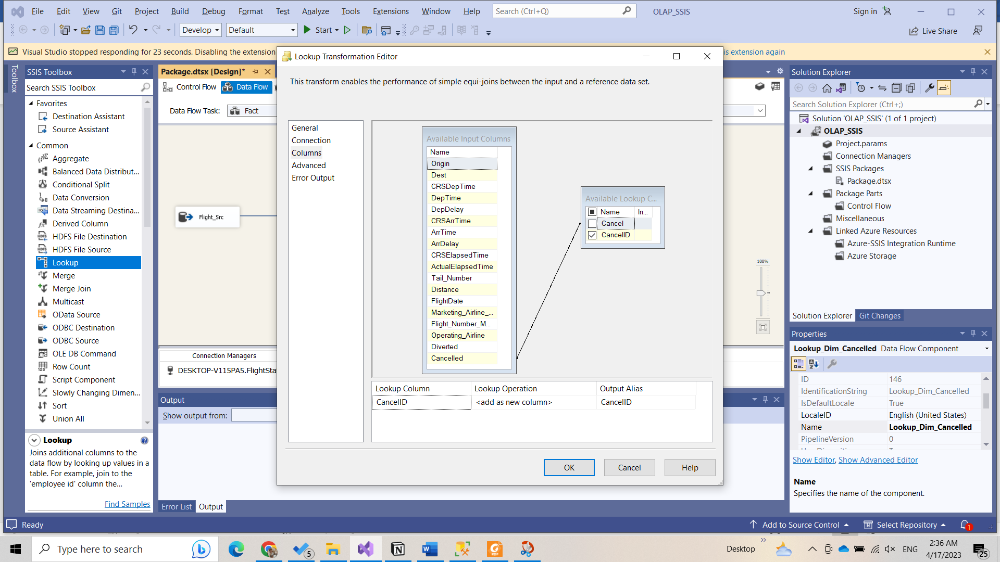 File Edit View Git Project Build Debug Format Test Analyze Tools Extensions Window Help Search (Ctrl+Q) OLAP_SSIS Sign in
Develop Default Start Live Share
Visual Studio stopped responding for 23 seconds. Disabling the extension
is extension again
Toolbox
SSIS Toolbox
Search SSIS Toolbox
Favorites
Destination Assistant
Source Assistant
Common
Aggregate
Balanced Data Distribut...
Conditional Split
Data Conversion
Data Streaming Destina...
Derived Column
HDFS File Destination
HDFS File Source
Lookup
Merge
Merge Join
Multicast
OData Source
ODBC Destination
ODBC Source
OLE DB Command
Row Count
Script Component
Slowly Changing Dimen...
Sort
Union All
Lookup
Joins additional columns to the
data flow by looking up values in a
table. For example, join to the
'employee id' column the...
Find Samples
Package.dtsx [Design]*
Control Flow Data Flow
Data Flow Task: Fact
Flight_Src
100%
Connection Managers
DESKTOP-V115PA5.FlightSta
Output
Show output from:
Error List Output
Lookup Transformation Editor
This transform enables the performance of simple equi-joins between the input and a reference data set.
General
Connection
Columns
Advanced
Error Output
Available Input Columns
Name
Origin
Dest
CRSDepTime
DepTime
DepDelay
CRSArrTime
ArrTime
ArrDelay
CRSElapsedTime
ActualElapsedTime
Tail_Number
Distance
FlightDate
Marketing_Airline_...
Flight_Number_M...
Operating_Airline
Diverted
Cancelled
Available Lookup C...
Name In...
Cancel
CancelID
Lookup Column Lookup Operation Output Alias
CancelID <add as new column> CancelID
OK Cancel Help
Solution Explorer
Search Solution Explorer (Ctrl+;)
Solution 'OLAP_SSIS' (1 of 1 project)
OLAP_SSIS
Project.params
Connection Managers
SSIS Packages
Package.dtsx
Package Parts
Control Flow
Miscellaneous
Linked Azure Resources
Azure-SSIS Integration Runtime
Azure Storage
Solution Explorer Git Changes
Properties
Lookup_Dim_Cancelled Data Flow Component
ID 146
IdentificationString Lookup_Dim_Cancelled
IsDefaultLocale True
LocaleID English (United States)
Name Lookup_Dim_Cancelled
PipelineVersion 0
Show Editor, Show Advanced Editor
Name
Specifies the name of the component.
Ready Add to Source Control Select Repository 1
Type here to search 5 Desktop ENG 2:36 AM
4/17/2023 25